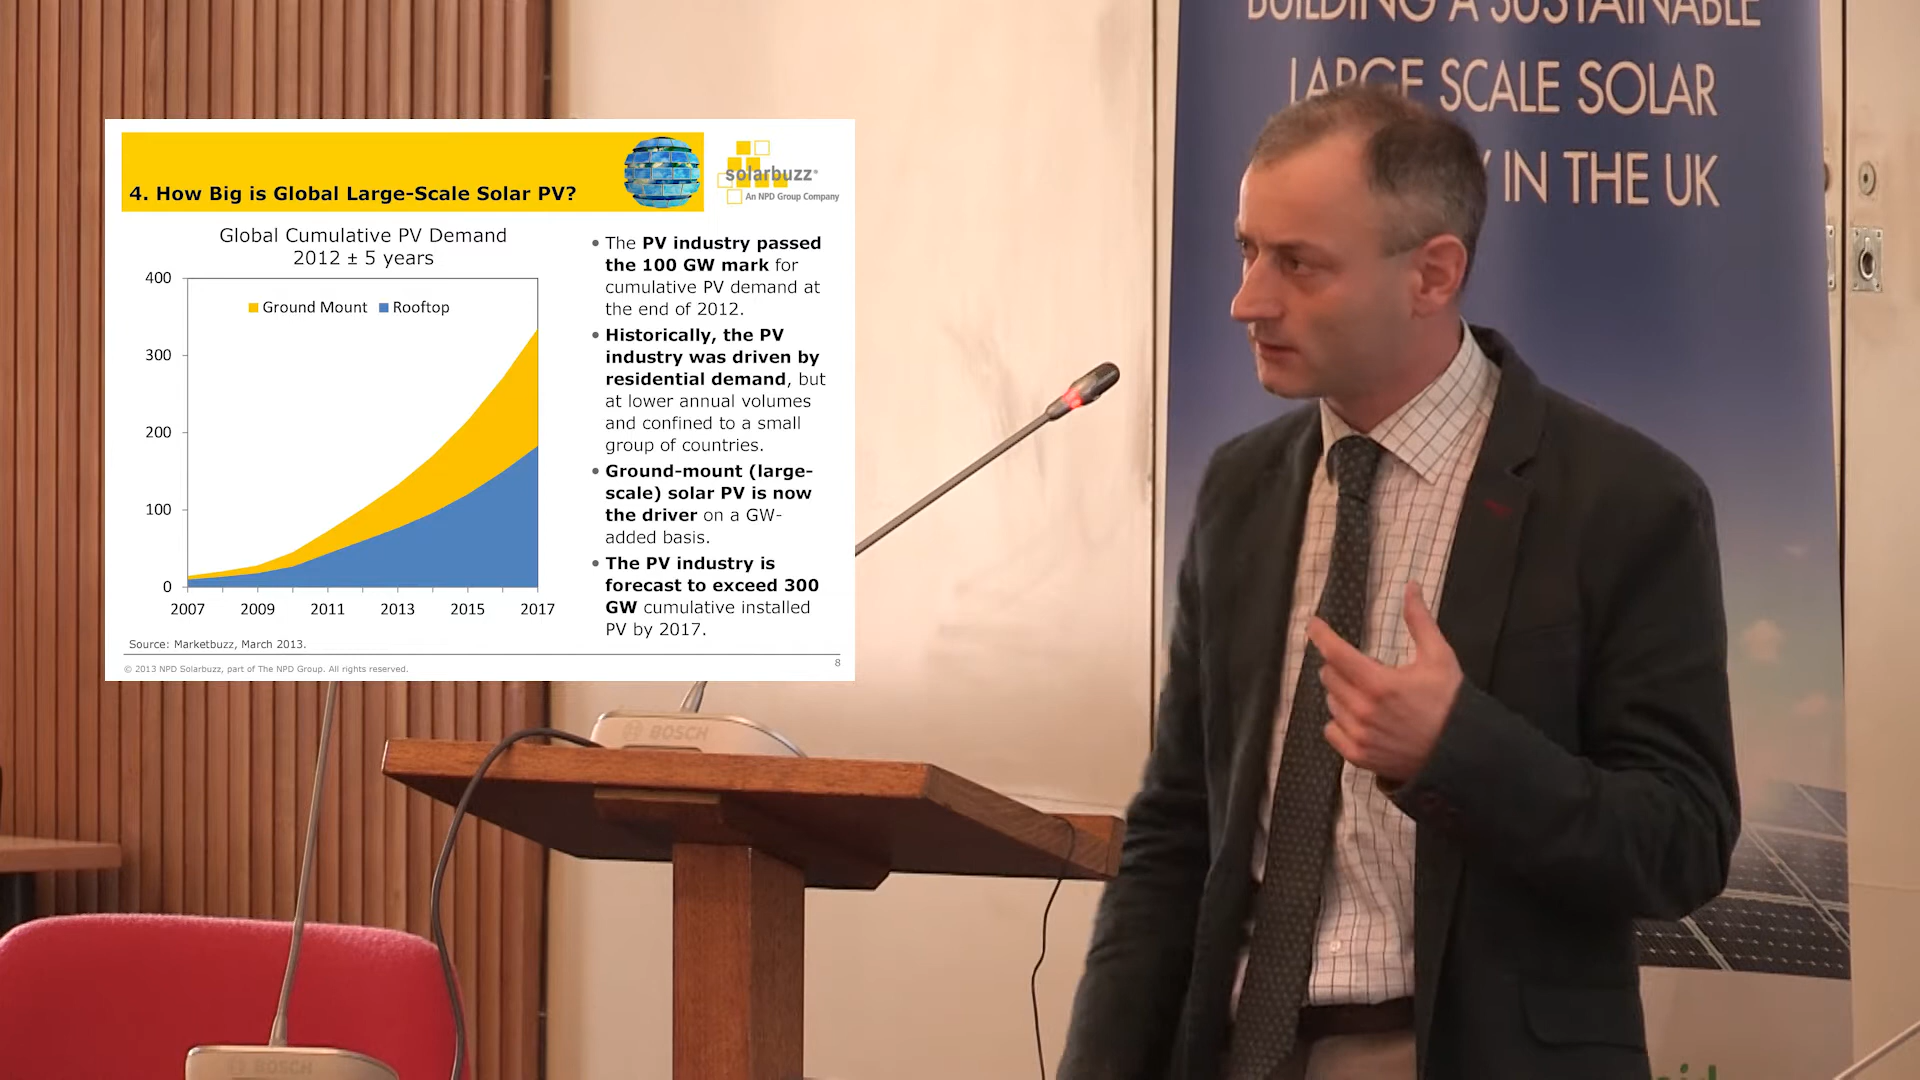 BUILDING A SUSTAINABLE
LARGE SCALE SOLAR
IN THE UK
4. How Big is Global Large-Scale Solar PV?
solarbuzz
An NPD Group Company
Global Cumulative PV Demand
2012 ± 5 years
400
300
200
100
0
Ground Mount
Rooftop
2007 2009 2011 2013 2015 2017
• The PV industry passed
the 100 GW mark for
cumulative PV demand at
the end of 2012.
• Historically, the PV
industry was driven by
residential demand, but
at lower annual volumes
and confined to a small
group of countries.
• Ground-mount (large-
scale) solar PV is now
the driver on a GW-
added basis.
• The PV industry is
forecast to exceed 300
GW cumulative installed
PV by 2017.
Source: Marketbuzz, March 2013.
© 2013 NPD Solarbuzz, part of The NPD Group. All rights reserved.
8
BOSCH
BOSCH